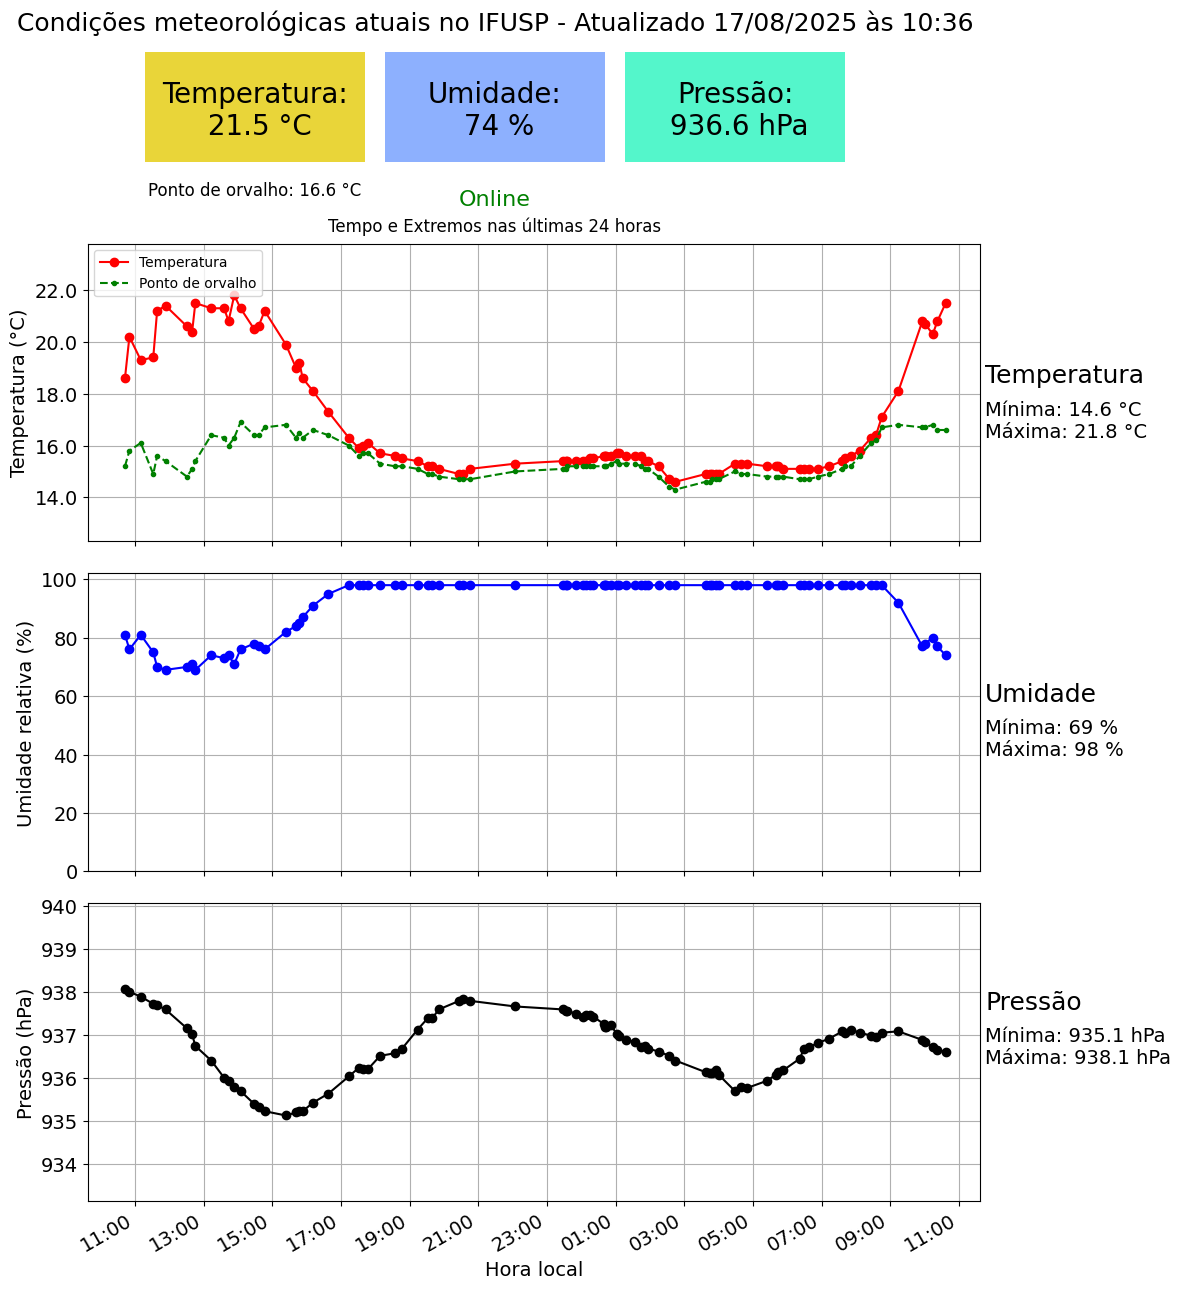 Condições meteorológicas atuais no IFUSP - Atualizado 17/08/2025 às 10:36
Temperatura:
21.5 °C
Umidade:
74 %
Pressão:
936.6 hPa
Ponto de orvalho: 16.6 °C
Online
Tempo e Extremos nas últimas 24 horas
Temperatura
Ponto de orvalho
Temperatura (°C)
22.0
20.0
18.0
16.0
14.0
Temperatura
Mínima: 14.6 °C
Máxima: 21.8 °C
Umidade relativa (%)
100
80
60
40
20
0
Umidade
Mínima: 69 %
Máxima: 98 %
Pressão (hPa)
940
939
938
937
936
935
934
Pressão
Mínima: 935.1 hPa
Máxima: 938.1 hPa
11:00
13:00
15:00
17:00
19:00
21:00
23:00
01:00
03:00
05:00
07:00
09:00
11:00
Hora local